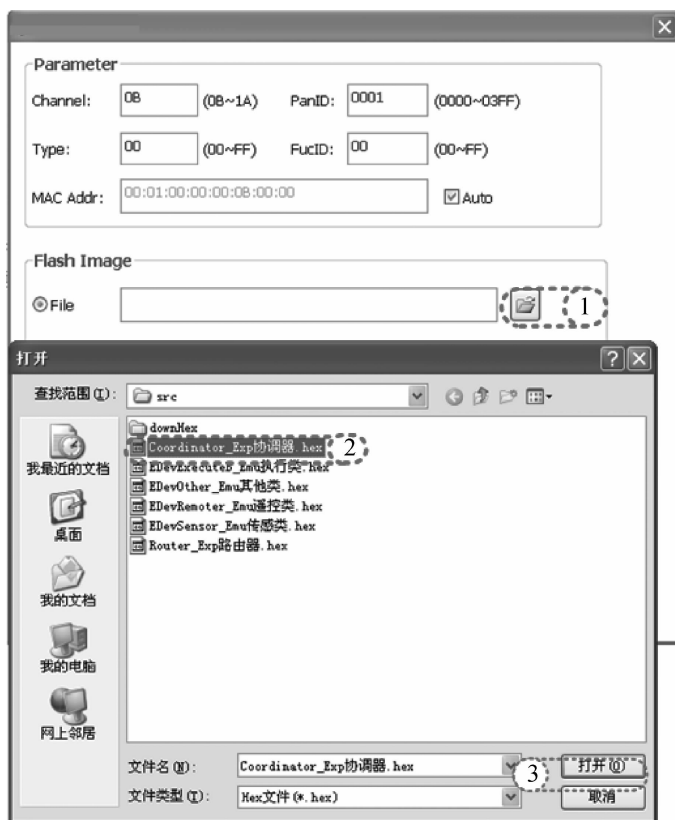 Parameter
Channel: 0B (0B~1A) PanID: 0001 (0000~03FF)
Type: 00 (00~FF) FucID: 00 (00~FF)
MAC Addr: 00:01:00:00:00:0B:00:00 Auto
Flash Image
File 1
打开
查找范围(I): src
我最近的文档
桌面
我的文档
我的电脑
网上邻居
downHex
Coordinator_Exp协调器.hex 2
EDevExecuteB_Emu执行类.hex
EDevOther_Emu其他类.hex
EDevRemoter_Emu遥控类.hex
EDevSensor_Emu传感类.hex
Router_Exp路由器.hex
文件名(N): Coordinator_Exp协调器.hex 3 打开(O)
文件类型(T): Hex文件(*.hex) 取消